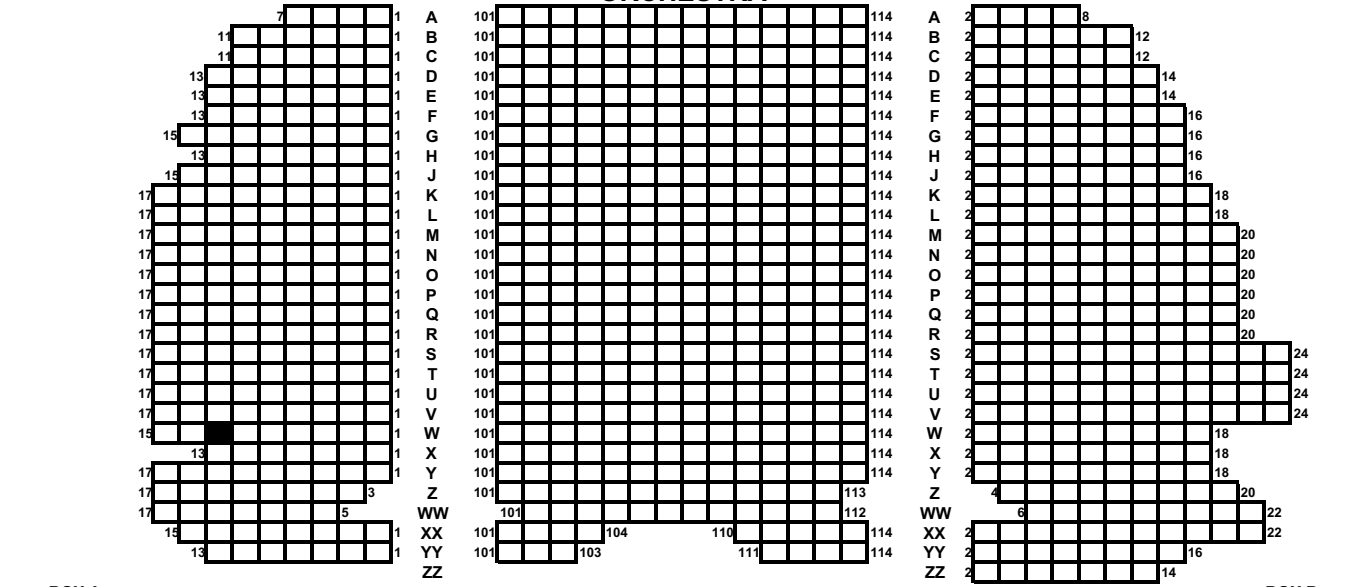 7 1 A 101 114 A 2 8
11 1 B 101 114 B 2 12
11 1 C 101 114 C 2 12
13 1 D 101 114 D 2 14
13 1 E 101 114 E 2 14
13 1 F 101 114 F 2 16
15 1 G 101 114 G 2 16
13 1 H 101 114 H 2 16
15 1 J 101 114 J 2 16
17 1 K 101 114 K 2 18
17 1 L 101 114 L 2 18
17 1 M 101 114 M 2 20
17 1 N 101 114 N 2 20
17 1 O 101 114 O 2 20
17 1 P 101 114 P 2 20
17 1 Q 101 114 Q 2 20
17 1 R 101 114 R 2 20
17 1 S 101 114 S 2 24
17 1 T 101 114 T 2 24
17 1 U 101 114 U 2 24
17 1 V 101 114 V 2 24
15 1 W 101 114 W 2 18
13 1 X 101 114 X 2 18
17 1 Y 101 114 Y 2 18
17 3 Z 101 113 Z 4 20
17 5 WW 101 112 WW 6 22
15 1 XX 101 104 110 114 XX 2 22
13 1 YY 101 103 111 114 YY 2 16
ZZ ZZ 2 14